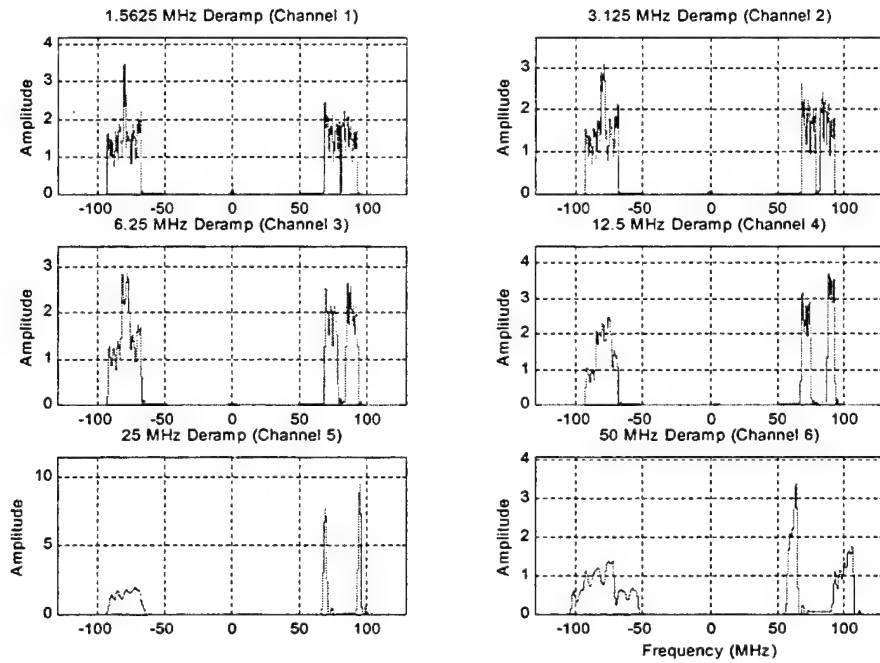 1.5625 MHz Deramp (Channel 1)
4
3
2
1
0
Amplitude
-100 -50 0 50 100
3.125 MHz Deramp (Channel 2)
3
2
1
0
Amplitude
-100 -50 0 50 100
6.25 MHz Deramp (Channel 3)
3
2
1
0
Amplitude
-100 -50 0 50 100
12.5 MHz Deramp (Channel 4)
4
3
2
1
0
Amplitude
-100 -50 0 50 100
25 MHz Deramp (Channel 5)
10
5
0
Amplitude
-100 -50 0 50 100
50 MHz Deramp (Channel 6)
4
3
2
1
0
Amplitude
-100 -50 0 50 100
Frequency (MHz)